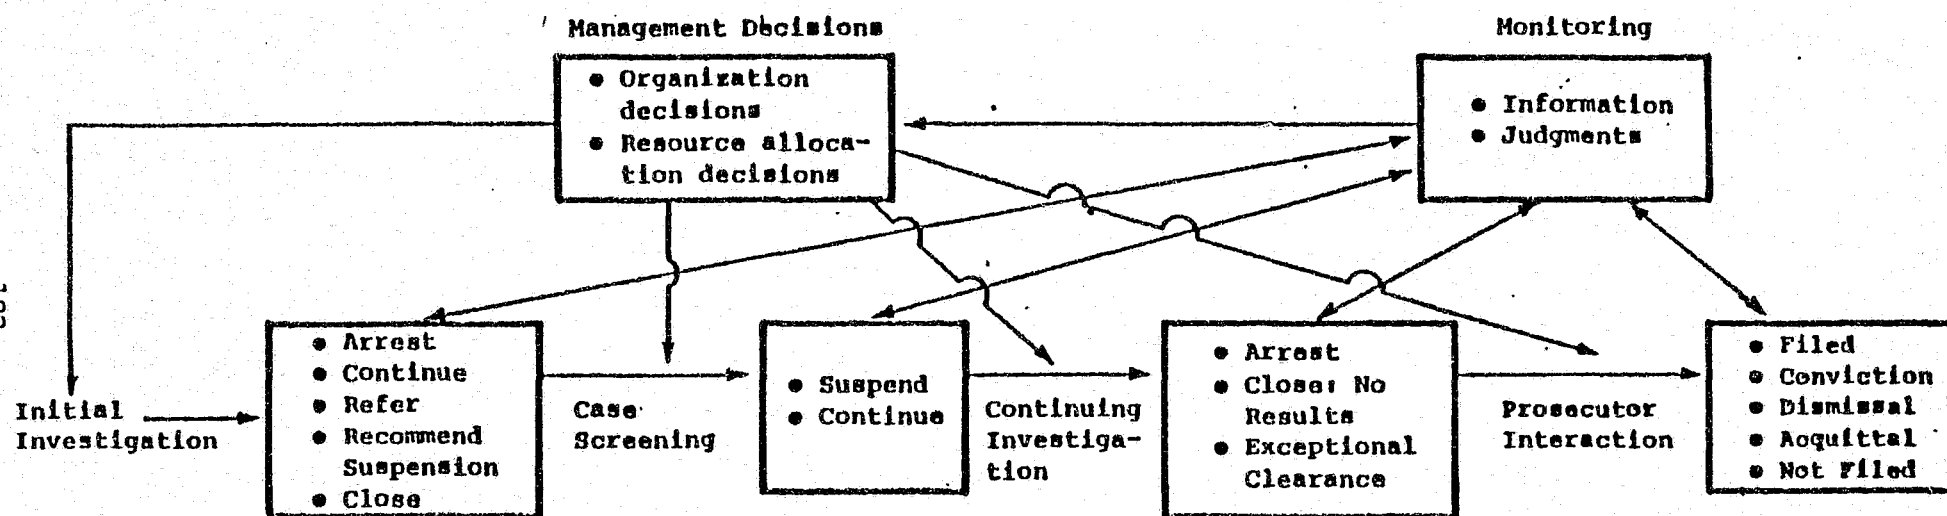 Management Decisions
● Organization
decisions
● Resource alloca-
tion decisions
Monitoring
● Information
● Judgments
Initial
Investigation
● Arrest
● Continue
● Refer
● Recommend
Suspension
● Close
Case
Screening
● Suspend
● Continue
Continuing
Investiga-
tion
● Arrest
● Close: No
Results
● Exceptional
Clearance
Prosecutor
Interaction
● Filed
● Conviction
● Dismissal
● Acquittal
● Not Filed